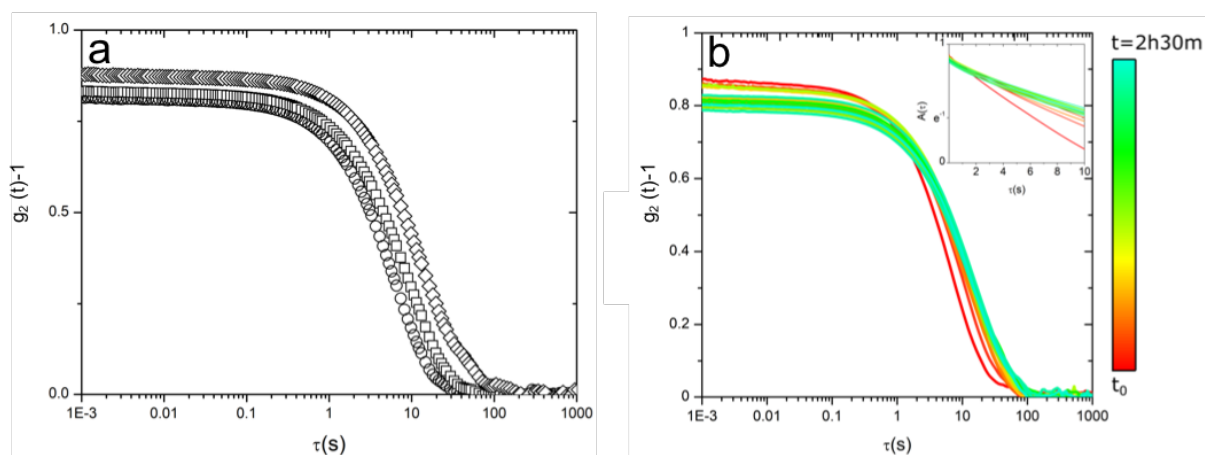 a
1.0
0.5
0.0
g₂ (t)-1
1E-3 0.01 0.1 1 10 100 1000
τ(s)
b
1
0.8
0.6
0.4
0.2
0
g₂ (t)-1
1E-3 0.01 0.1 1 10 100 1000
τ(s)
1
e⁻¹
0
A(τ)
2 4 6 8 10
τ(s)
t=2h30m
t₀